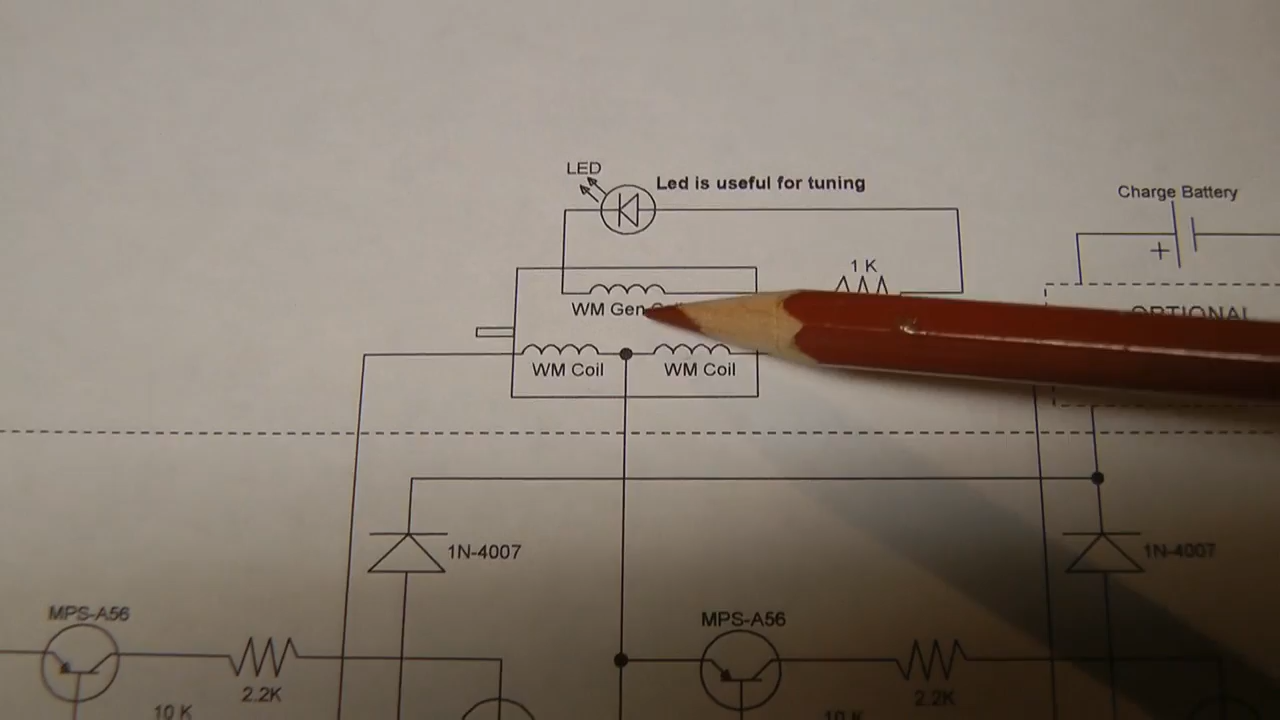 LED
Led is useful for tuning
Charge Battery
+
1 K
WM Gen
OPTIONAL
WM Coil
WM Coil
1N-4007
1N-4007
MPS-A56
MPS-A56
2.2K
2.2K
10 K
10 K